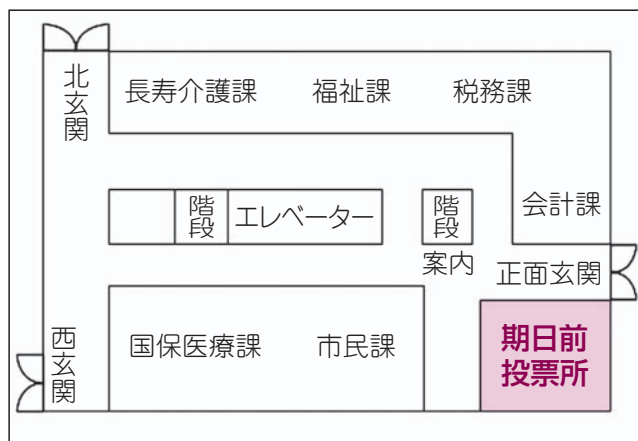 北玄関
長寿介護課
福祉課
税務課
階段
エレベーター
階段
会計課
案内
正面玄関
西玄関
国保医療課
市民課
期日前
投票所